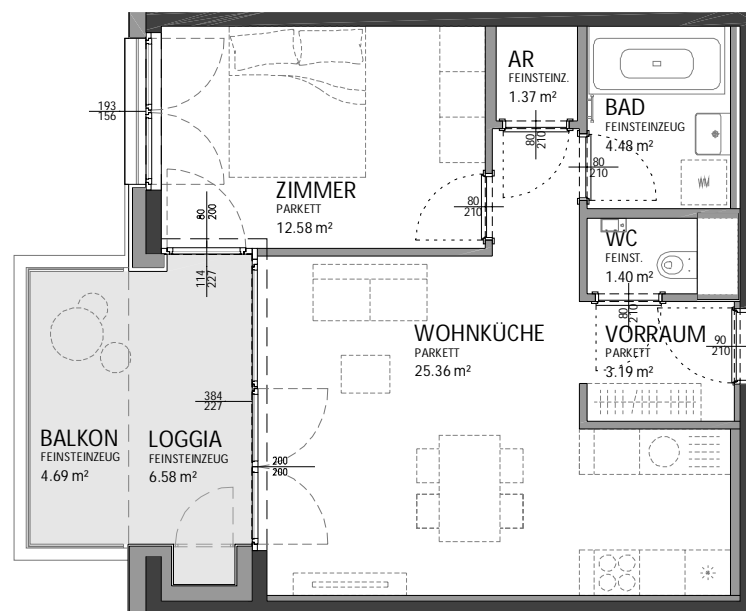 AR
FEINSTEINZ.
1.37 m²
BAD
FEINSTEINZEUG
4.48 m²
WM
193
156
80
210
80
210
ZIMMER
PARKETT
12.58 m²
80
210
80
200
114
227
WC
FEINST.
1.40 m²
80
210
WOHNKÜCHE
PARKETT
25.36 m²
VORRAUM
PARKETT
3.19 m²
90
210
384
227
BALKON
FEINSTEINZEUG
4.69 m²
LOGGIA
FEINSTEINZEUG
6.58 m²
200
200